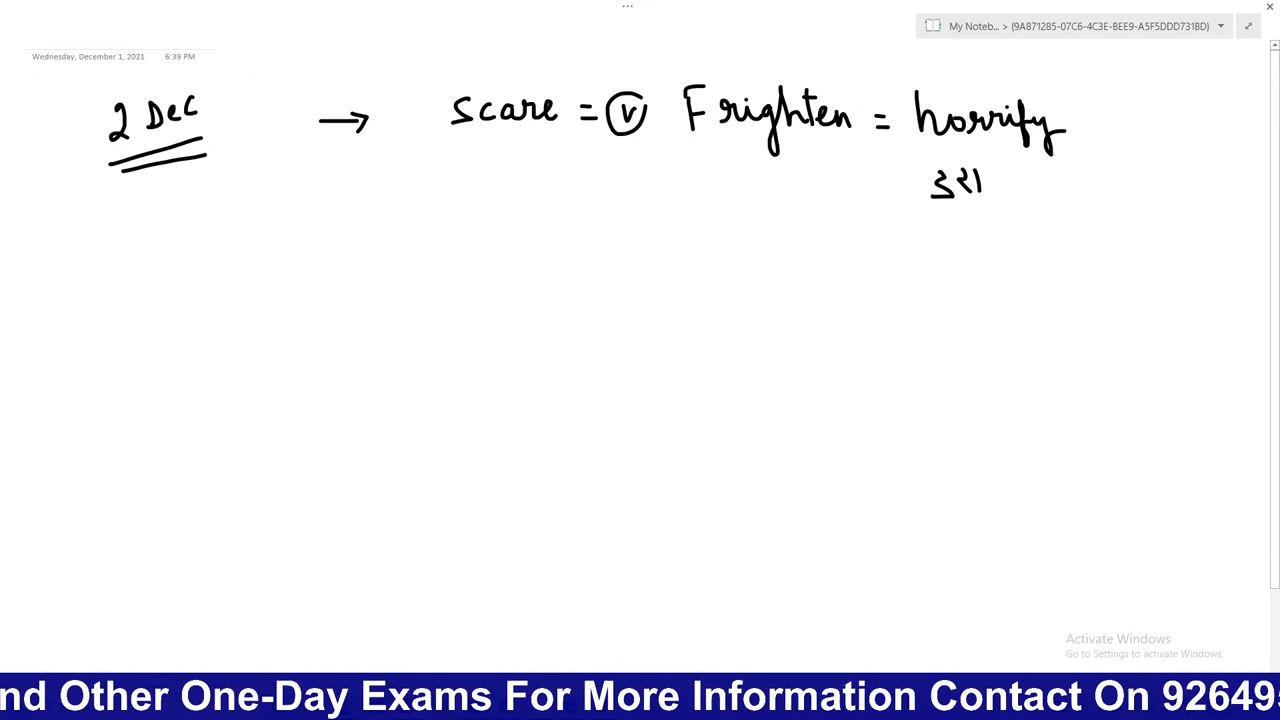 ...
My Noteb... > {9A871285-07C6-4C3E-BEE9-A5F5DDD731BD}
Wednesday, December 1, 2021 6:39 PM
2 Dec → scare = (v) Frighten = horrify
डरा
Activate Windows
Go to Settings to activate Windows.
nd Other One-Day Exams For More Information Contact On 92649